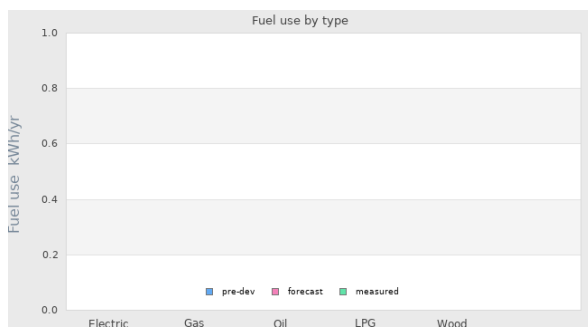 Fuel use by type
Fuel use kWh/yr
1.0
0.8
0.6
0.4
0.2
0.0
pre-dev forecast measured
Electric Gas Oil LPG Wood